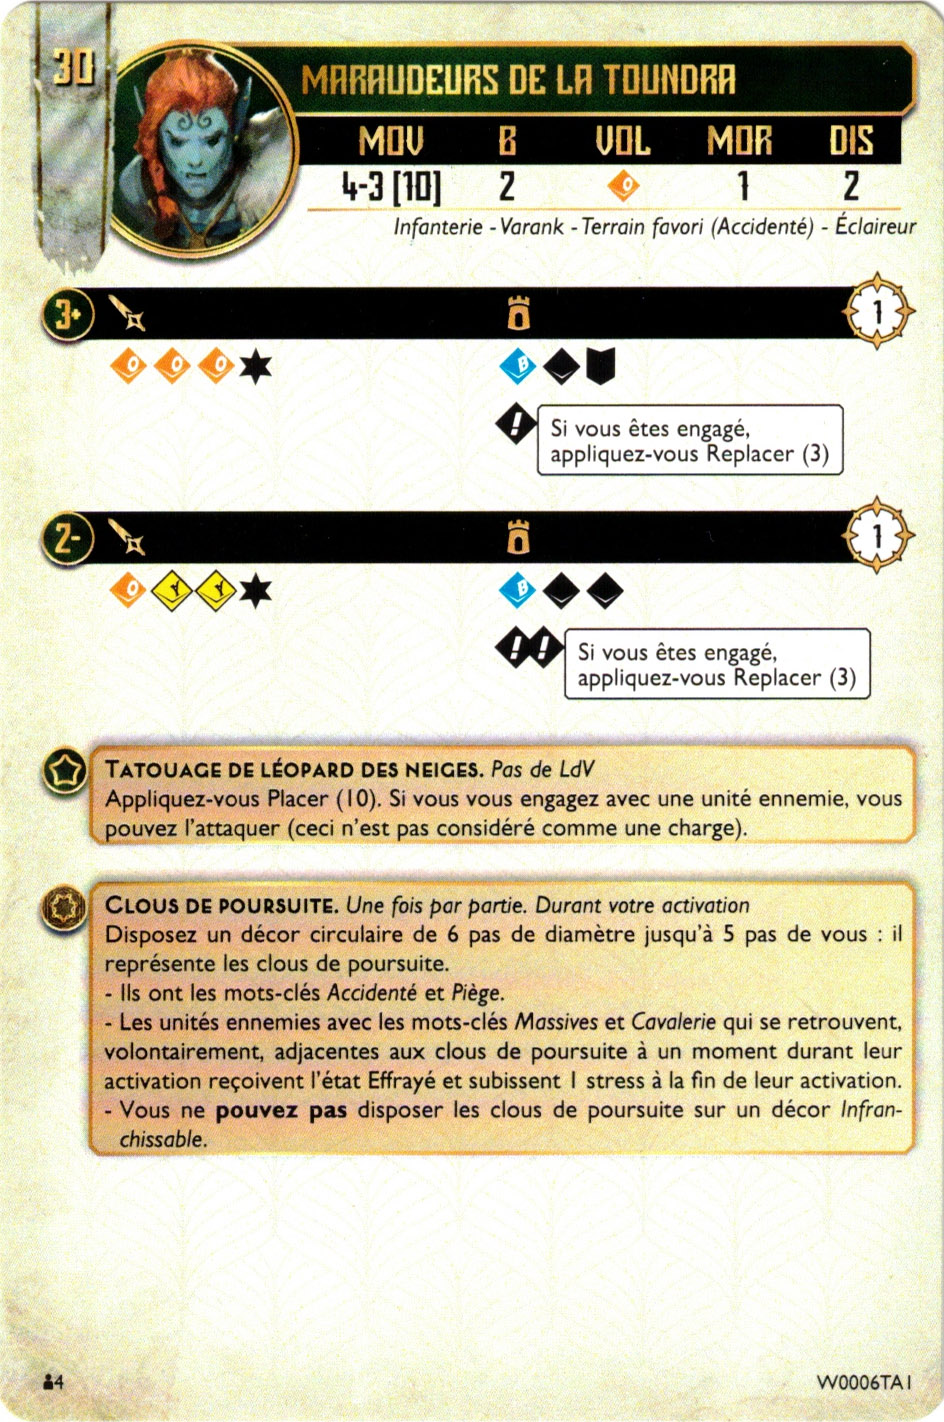 30
MARAUDEURS DE LA TOUNDRA
MOV B VOL MOR DIS
4-3 [10] 2 O 1 2
Infanterie - Varank - Terrain favori (Accidenté) - Éclaireur
3+ 1
O O O B
! Si vous êtes engagé,
appliquez-vous Replacer (3)
2- 1
O Y Y B
! ! Si vous êtes engagé,
appliquez-vous Replacer (3)
TATOUAGE DE LÉOPARD DES NEIGES. Pas de LdV
Appliquez-vous Placer (10). Si vous vous engagez avec une unité ennemie, vous
pouvez l'attaquer (ceci n'est pas considéré comme une charge).
CLOUS DE POURSUITE. Une fois par partie. Durant votre activation
Disposez un décor circulaire de 6 pas de diamètre jusqu'à 5 pas de vous : il
représente les clous de poursuite.
- Ils ont les mots-clés Accidenté et Piège.
- Les unités ennemies avec les mots-clés Massives et Cavalerie qui se retrouvent,
volontairement, adjacentes aux clous de poursuite à un moment durant leur
activation reçoivent l'état Effrayé et subissent 1 stress à la fin de leur activation.
- Vous ne pouvez pas disposer les clous de poursuite sur un décor Infran-
chissable.
4 W0006TA1